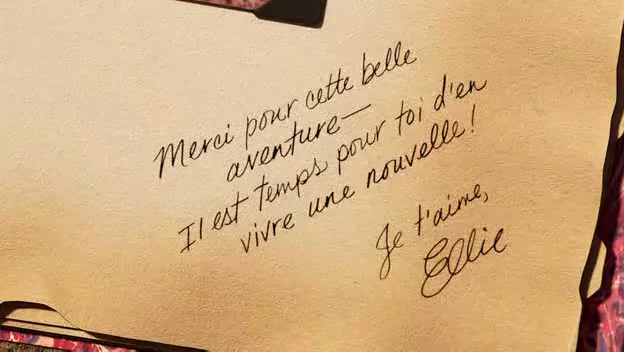 Merci pour cette belle
aventure—
Il est temps pour toi d'en
vivre une nouvelle!
Je t'aime,
Ellie